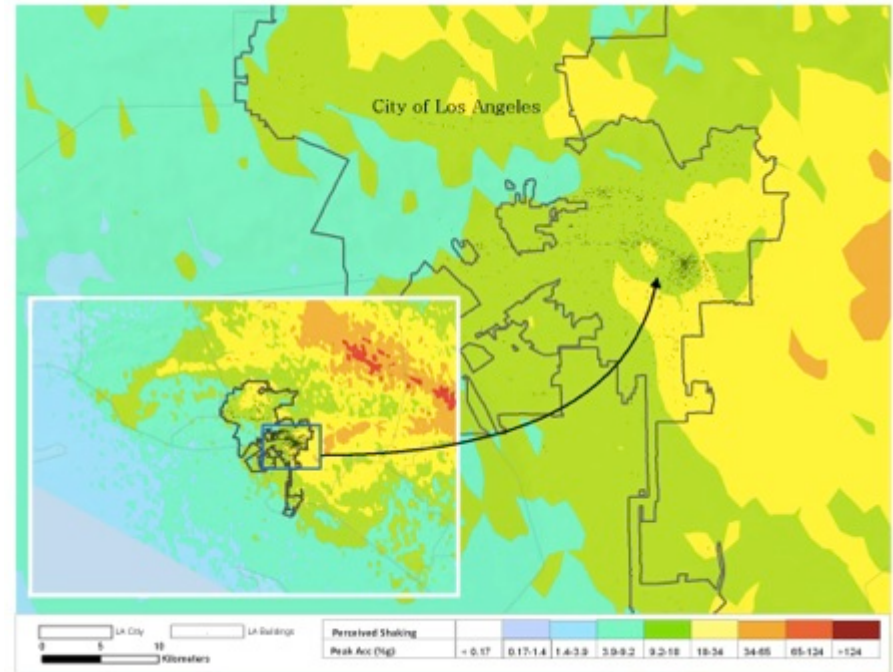 City of Los Angeles
LA City
LA Buildings
0 5 10
Kilometers
Perceived Shaking
Peak Acc (%g) < 0.17 0.17-1.4 1.4-3.9 3.9-9.2 9.2-18 18-34 34-65 65-124 >124